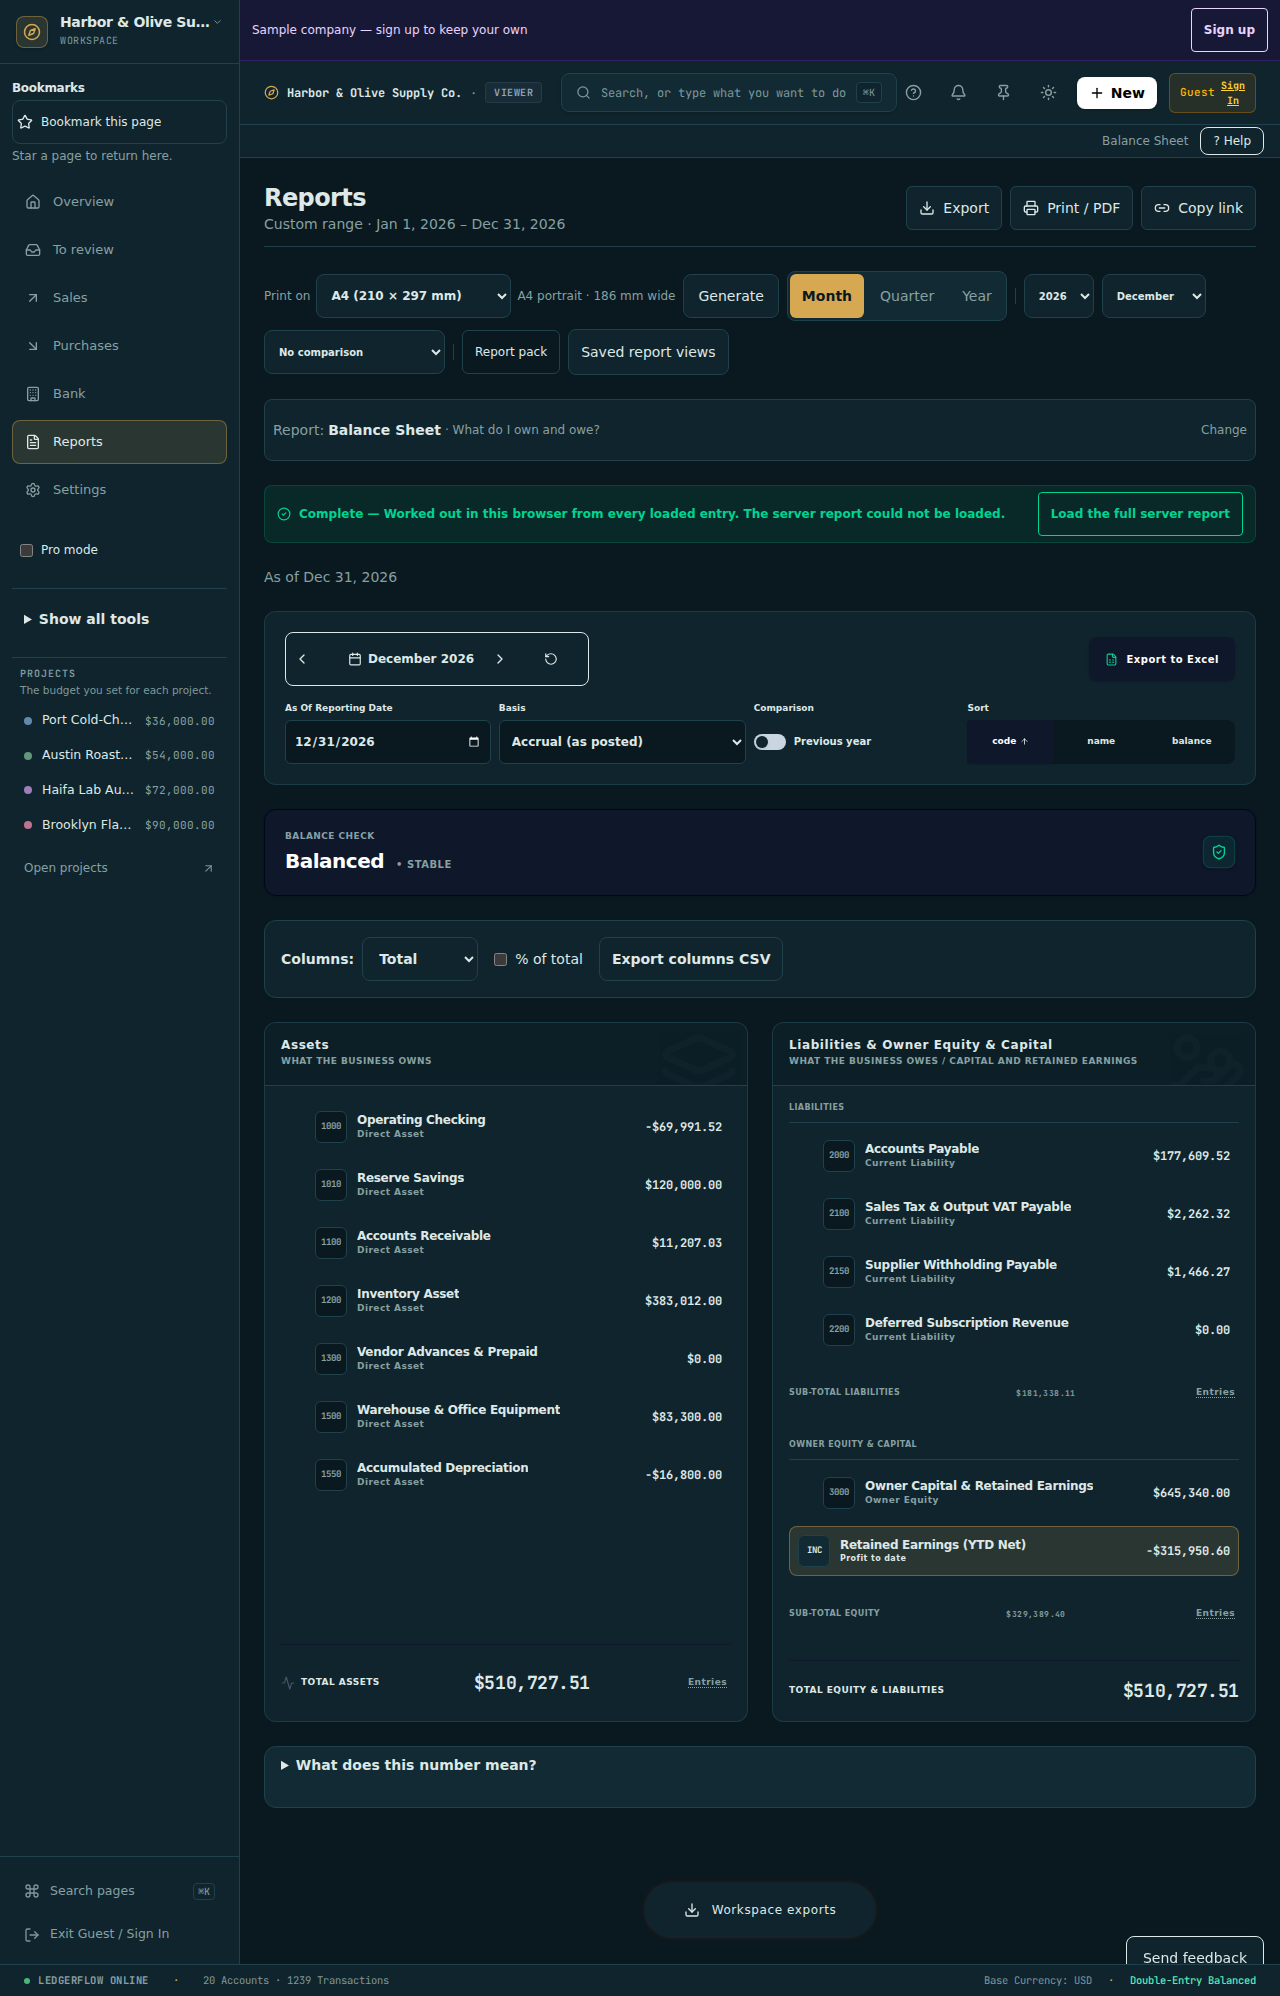 Harbor & Olive Su...
WORKSPACE
Bookmarks
Bookmark this page
Star a page to return here.
Overview
To review
Sales
Purchases
Bank
Reports
Settings
Pro mode
Show all tools
PROJECTS
The budget you set for each project.
Port Cold-Ch... $36,000.00
Austin Roast... $54,000.00
Haifa Lab Au... $72,000.00
Brooklyn Fla... $90,000.00
Open projects
Search pages ⌘K
Exit Guest / Sign In
Sample company — sign up to keep your own
Sign up
Harbor & Olive Supply Co. · VIEWER
Search, or type what you want to do ⌘K
New
Guest Sign In
Balance Sheet
? Help
Reports
Custom range · Jan 1, 2026 – Dec 31, 2026
Export
Print / PDF
Copy link
Print on A4 (210 × 297 mm) A4 portrait · 186 mm wide Generate Month Quarter Year 2026 December
No comparison Report pack Saved report views
Report: Balance Sheet · What do I own and owe? Change
Complete — Worked out in this browser from every loaded entry. The server report could not be loaded. Load the full server report
As of Dec 31, 2026
December 2026
Export to Excel
As Of Reporting Date Basis Comparison Sort
12/31/2026 Accrual (as posted) Previous year code ↑ name balance
BALANCE CHECK
Balanced • STABLE
Columns: Total % of total Export columns CSV
Assets
WHAT THE BUSINESS OWNS
1000 Operating Checking -$69,991.52
Direct Asset
1010 Reserve Savings $120,000.00
Direct Asset
1100 Accounts Receivable $11,207.03
Direct Asset
1200 Inventory Asset $383,012.00
Direct Asset
1300 Vendor Advances & Prepaid $0.00
Direct Asset
1500 Warehouse & Office Equipment $83,300.00
Direct Asset
1550 Accumulated Depreciation -$16,800.00
Direct Asset
TOTAL ASSETS $510,727.51 Entries
Liabilities & Owner Equity & Capital
WHAT THE BUSINESS OWES / CAPITAL AND RETAINED EARNINGS
LIABILITIES
2000 Accounts Payable $177,609.52
Current Liability
2100 Sales Tax & Output VAT Payable $2,262.32
Current Liability
2150 Supplier Withholding Payable $1,466.27
Current Liability
2200 Deferred Subscription Revenue $0.00
Current Liability
SUB-TOTAL LIABILITIES $181,338.11 Entries
OWNER EQUITY & CAPITAL
3000 Owner Capital & Retained Earnings $645,340.00
Owner Equity
INC Retained Earnings (YTD Net) -$315,950.60
Profit to date
SUB-TOTAL EQUITY $329,389.40 Entries
TOTAL EQUITY & LIABILITIES $510,727.51
What does this number mean?
Workspace exports
Send feedback
LEDGERFLOW ONLINE · 20 Accounts · 1239 Transactions
Base Currency: USD · Double-Entry Balanced